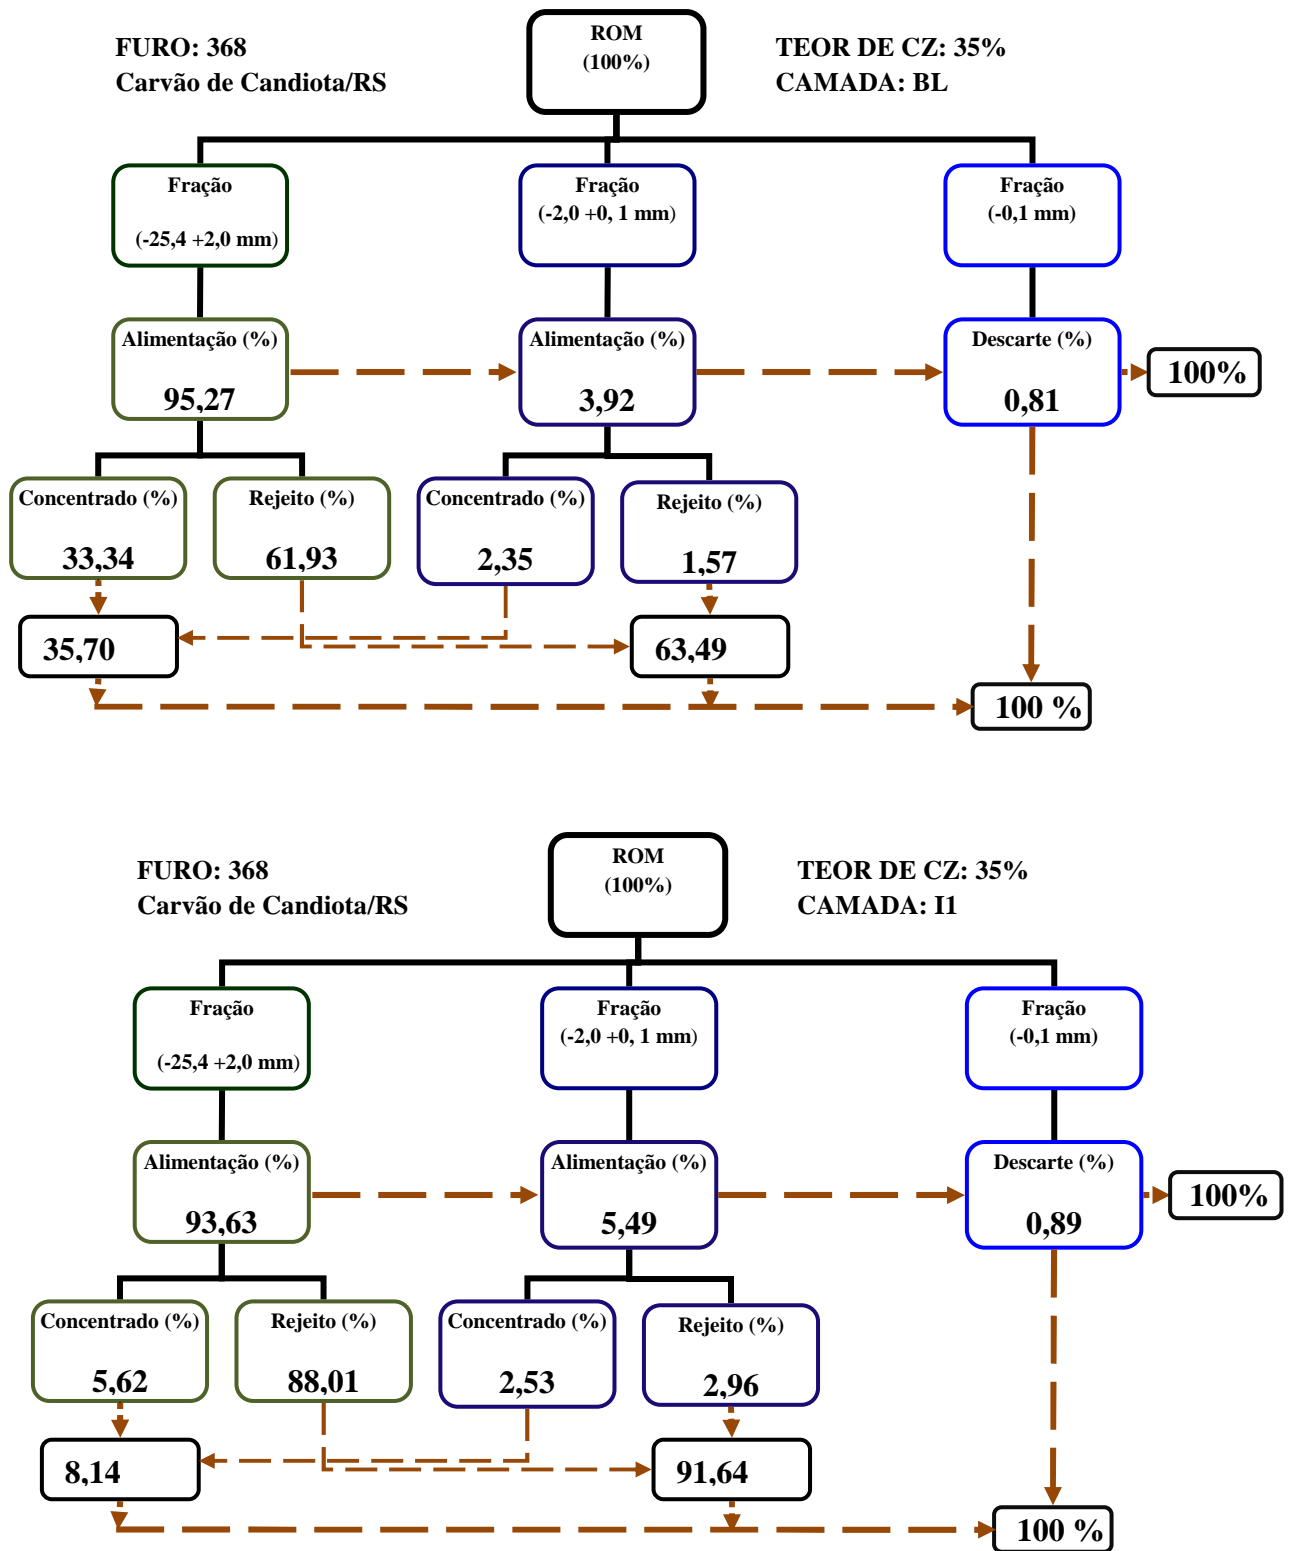 FURO: 368
Carvão de Candiota/RS
ROM
(100%)
TEOR DE CZ: 35%
CAMADA: BL
Fração
(-25,4 +2,0 mm)
Fração
(-2,0 +0, 1 mm)
Fração
(-0,1 mm)
Alimentação (%)
95,27
Alimentação (%)
3,92
Descarte (%)
0,81
100%
Concentrado (%)
33,34
Rejeito (%)
61,93
Concentrado (%)
2,35
Rejeito (%)
1,57
35,70
63,49
100 %
FURO: 368
Carvão de Candiota/RS
ROM
(100%)
TEOR DE CZ: 35%
CAMADA: I1
Fração
(-25,4 +2,0 mm)
Fração
(-2,0 +0, 1 mm)
Fração
(-0,1 mm)
Alimentação (%)
93,63
Alimentação (%)
5,49
Descarte (%)
0,89
100%
Concentrado (%)
5,62
Rejeito (%)
88,01
Concentrado (%)
2,53
Rejeito (%)
2,96
8,14
91,64
100 %